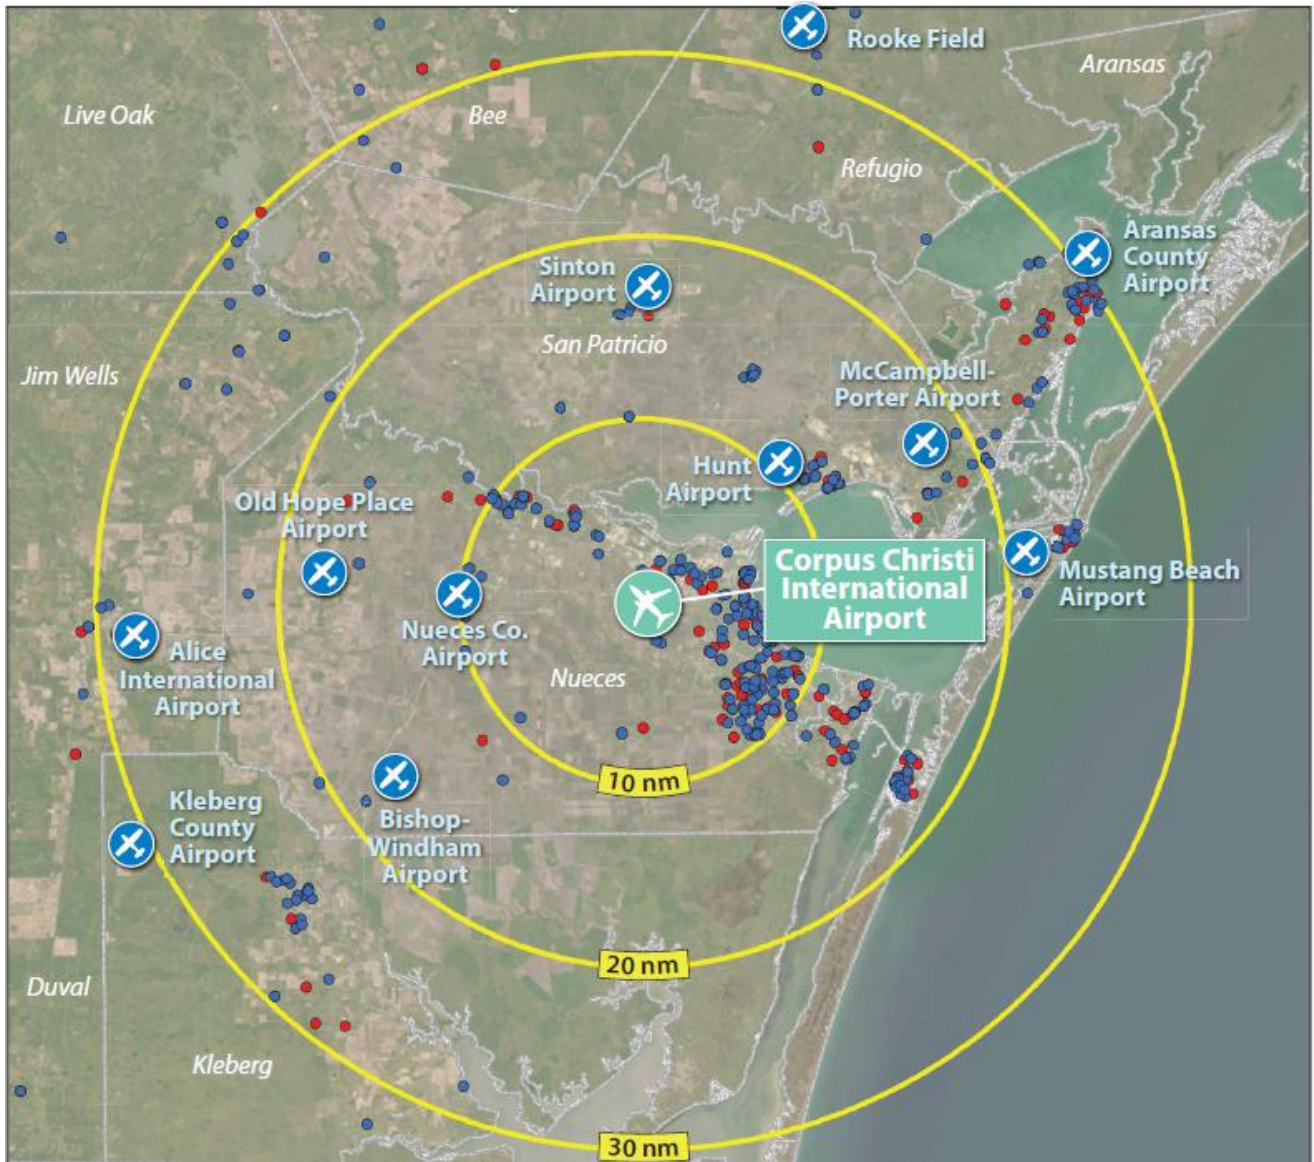 Rooke Field
Aransas
Live Oak
Bee
Refugio
Aransas
County
Airport
Sinton
Airport
San Patricio
Jim Wells
McCampbell-
Porter Airport
Hunt
Airport
Old Hope Place
Airport
Corpus Christi
International
Airport
Mustang Beach
Airport
Nueces Co.
Airport
Alice
International
Airport
Nueces
10 nm
Kleberg
County
Airport
Bishop-
Windham
Airport
20 nm
Duval
Kleberg
30 nm